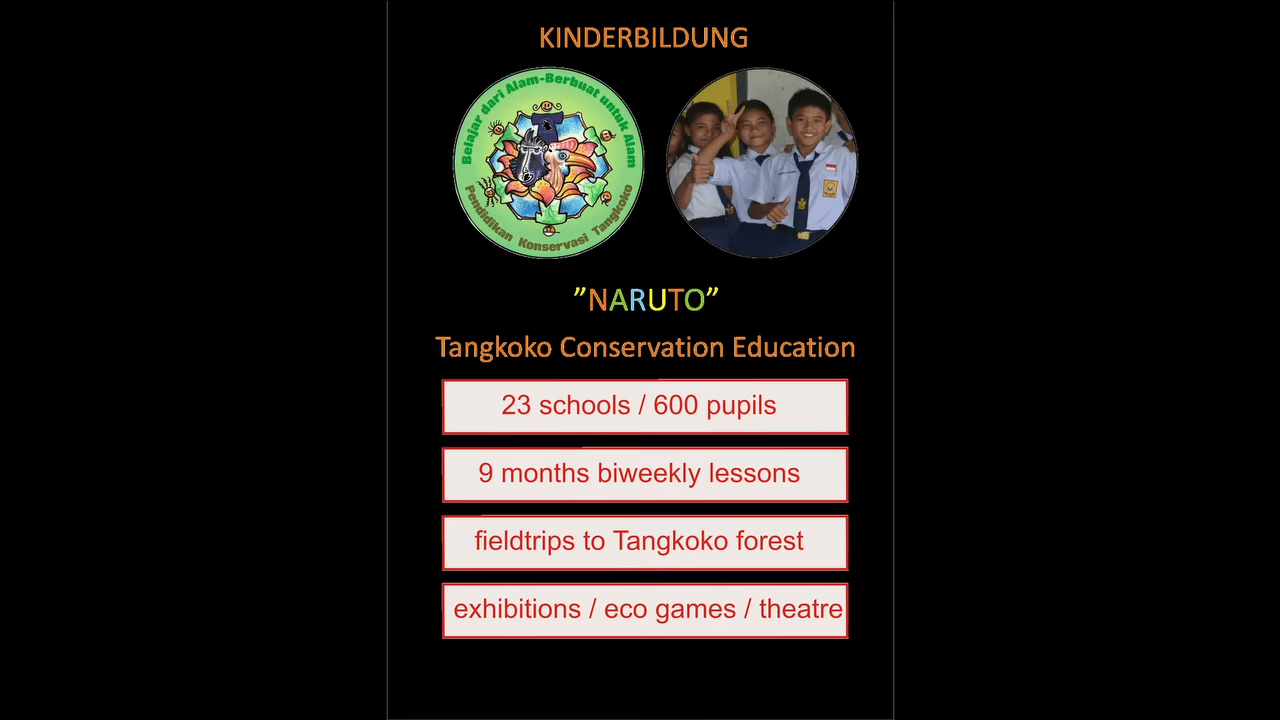 KINDERBILDUNG
Belajar dari Alam-Berbuat untuk Alam
Pendidikan Konservasi Tangkoko
”NARUTO”
Tangkoko Conservation Education
23 schools / 600 pupils
9 months biweekly lessons
fieldtrips to Tangkoko forest
exhibitions / eco games / theatre